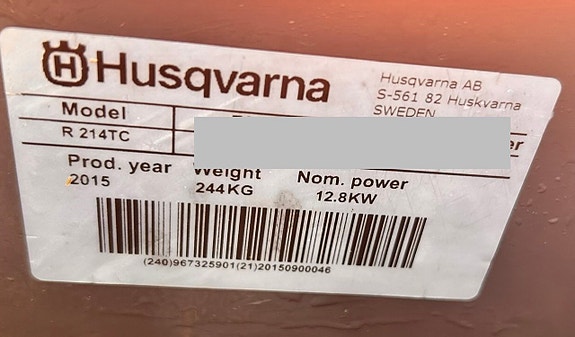 Husqvarna
Husqvarna AB
S-561 82 Huskvarna
SWEDEN
Model
R 214TC
Prod. year Weight Nom. power
2015 244KG 12.8KW
(240)967325901(21)20150900046